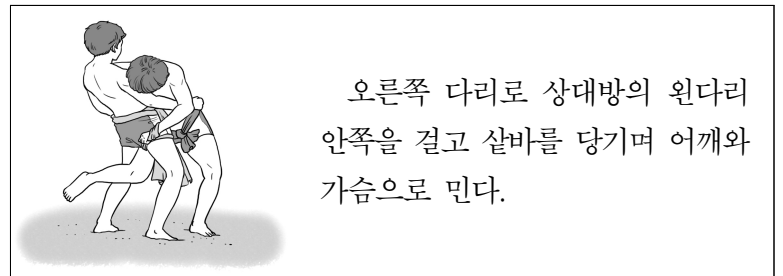 오른쪽 다리로 상대방의 왼다리
안쪽을 걸고 샅바를 당기며 어깨와
가슴으로 민다.